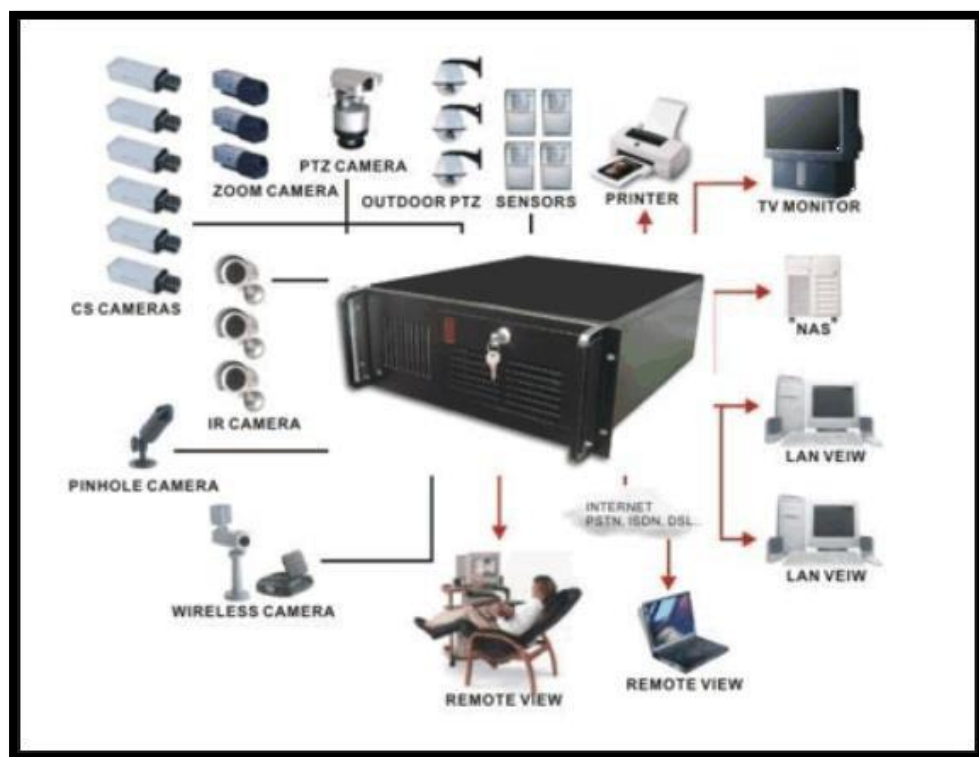 PTZ CAMERA
ZOOM CAMERA
OUTDOOR PTZ
SENSORS
PRINTER
TV MONITOR
CS CAMERAS
NAS
IR CAMERA
LAN VEIW
PINHOLE CAMERA
INTERNET
PSTN, ISDN, DSL..
LAN VEIW
WIRELESS CAMERA
REMOTE VIEW
REMOTE VIEW